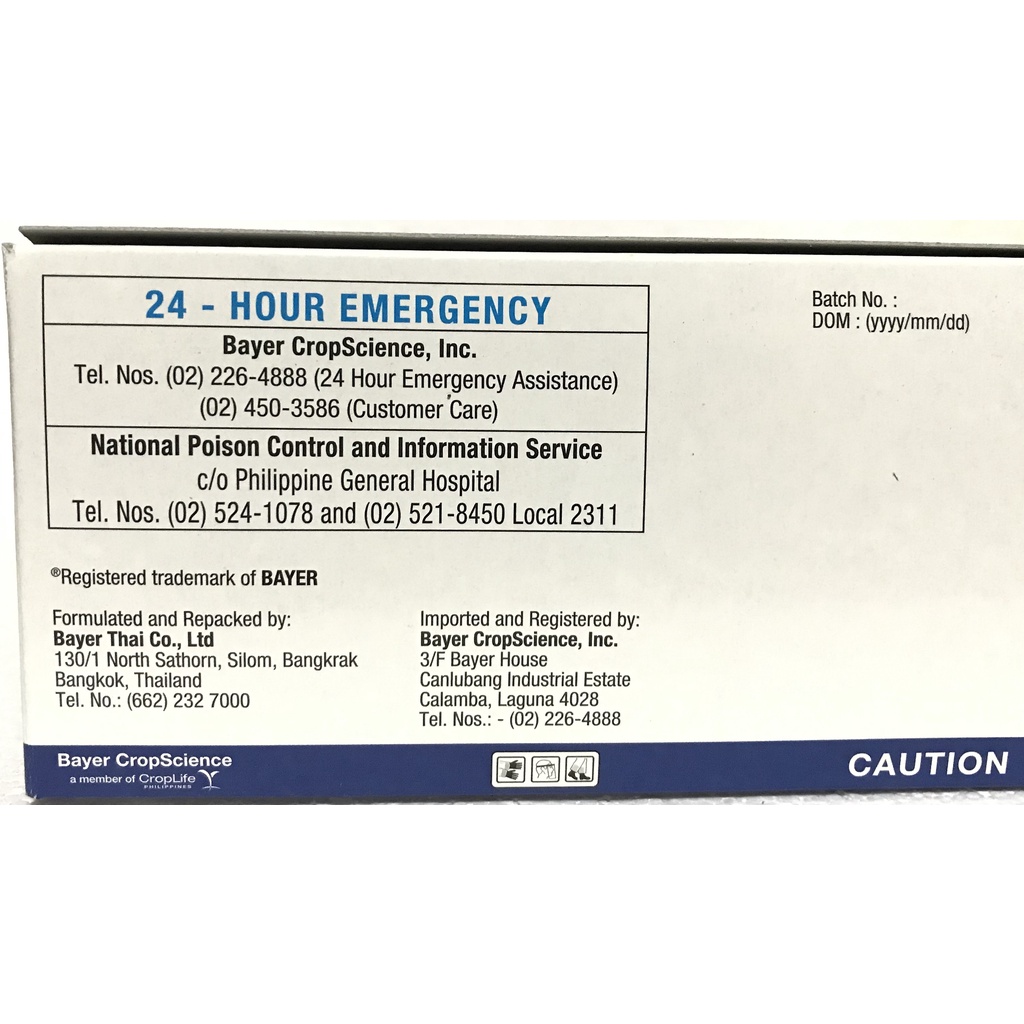 24 - HOUR EMERGENCY
Bayer CropScience, Inc.
Tel. Nos. (02) 226-4888 (24 Hour Emergency Assistance)
(02) 450-3586 (Customer Care)
National Poison Control and Information Service
c/o Philippine General Hospital
Tel. Nos. (02) 524-1078 and (02) 521-8450 Local 2311
Batch No. :
DOM : (yyyy/mm/dd)
®Registered trademark of BAYER
Formulated and Repacked by:
Bayer Thai Co., Ltd
130/1 North Sathorn, Silom, Bangkrak
Bangkok, Thailand
Tel. No.: (662) 232 7000
Imported and Registered by:
Bayer CropScience, Inc.
3/F Bayer House
Canlubang Industrial Estate
Calamba, Laguna 4028
Tel. Nos.: - (02) 226-4888
Bayer CropScience
a member of CropLife
PHILIPPINES
CAUTION